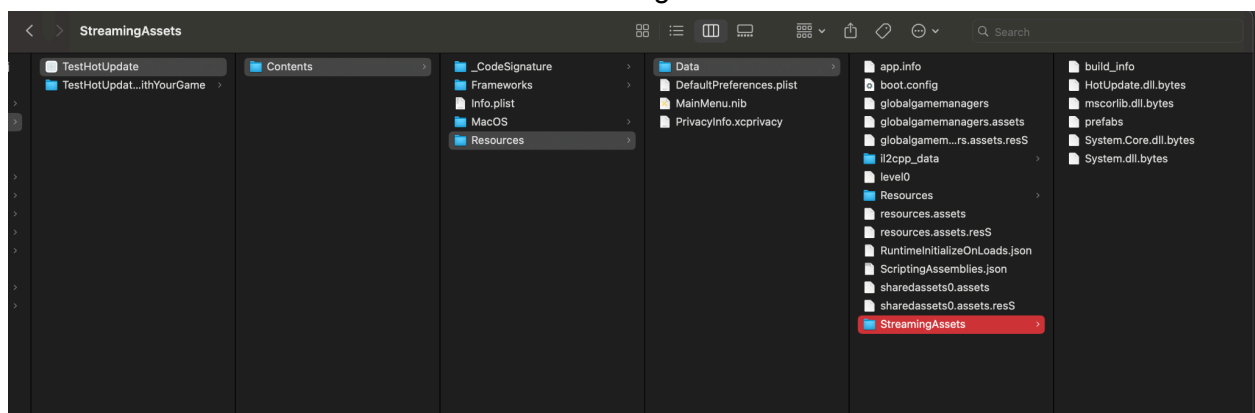 StreamingAssets
Search
TestHotUpdate
TestHotUpdat...ithYourGame
Contents
_CodeSignature
Frameworks
Info.plist
MacOS
Resources
Data
DefaultPreferences.plist
MainMenu.nib
PrivacyInfo.xcprivacy
app.info
boot.config
globalgamemanagers
globalgamemanagers.assets
globalgamem...rs.assets.resS
il2cpp_data
level0
Resources
resources.assets
resources.assets.resS
RuntimeInitializeOnLoads.json
ScriptingAssemblies.json
sharedassets0.assets
sharedassets0.assets.resS
StreamingAssets
build_info
HotUpdate.dll.bytes
mscorlib.dll.bytes
prefabs
System.Core.dll.bytes
System.dll.bytes